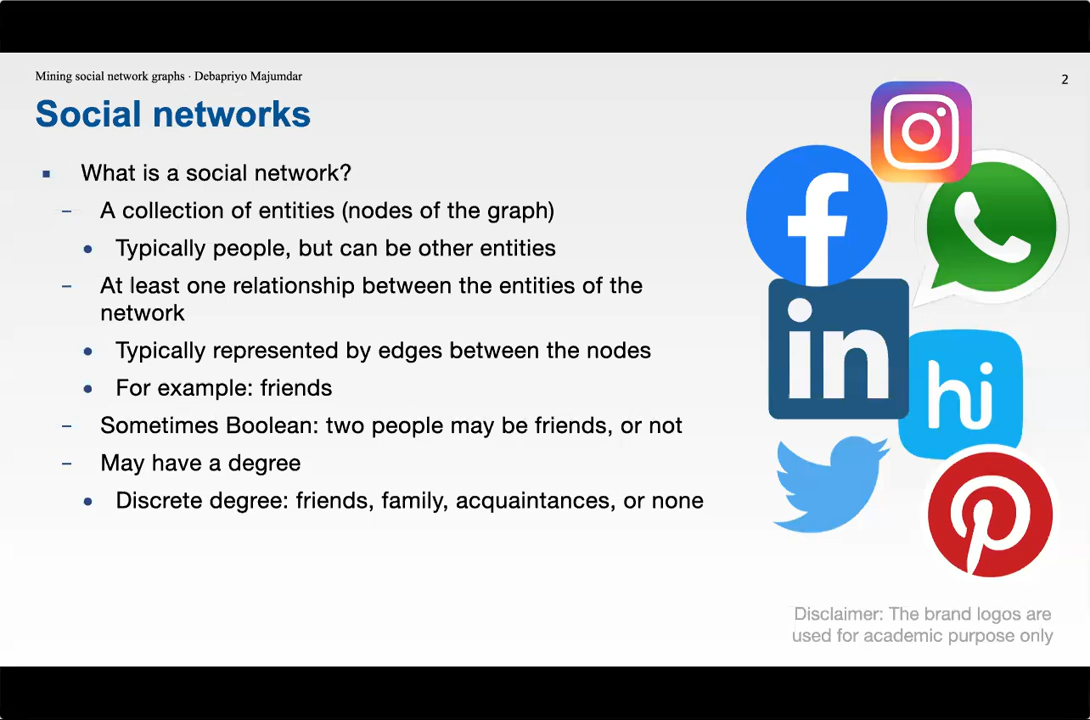 Mining social network graphs · Debapriyo Majumdar
2
Social networks
▪ What is a social network?
– A collection of entities (nodes of the graph)
• Typically people, but can be other entities
– At least one relationship between the entities of the
network
• Typically represented by edges between the nodes
• For example: friends
– Sometimes Boolean: two people may be friends, or not
– May have a degree
• Discrete degree: friends, family, acquaintances, or none
f
in
hi
Disclaimer: The brand logos are
used for academic purpose only